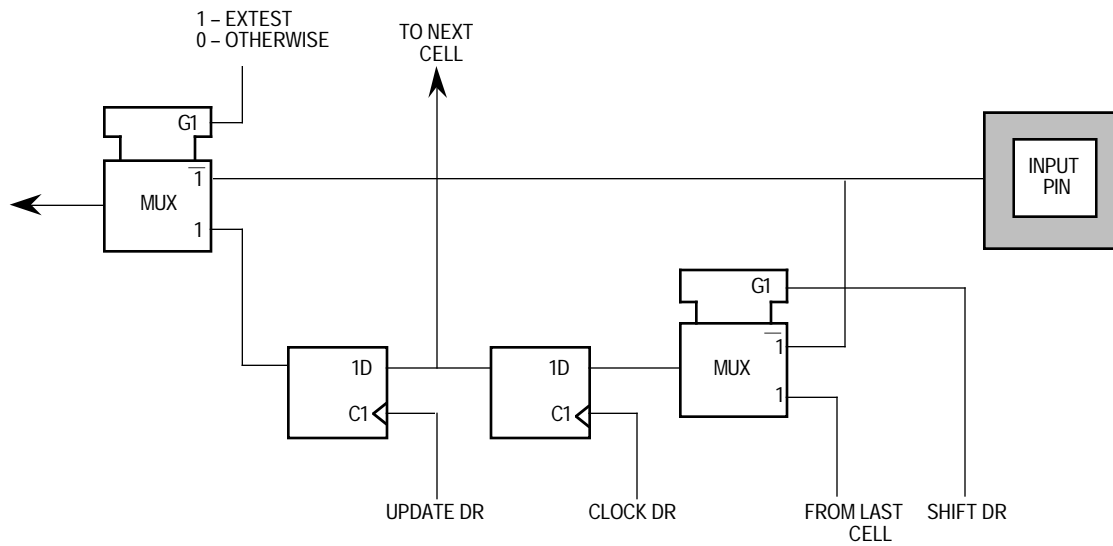 1 – EXTEST
0 – OTHERWISE
TO NEXT
CELL
G1
1
MUX
1
INPUT
PIN
G1
1
MUX
1
1D
C1
1D
C1
UPDATE DR
CLOCK DR
FROM LAST
CELL
SHIFT DR